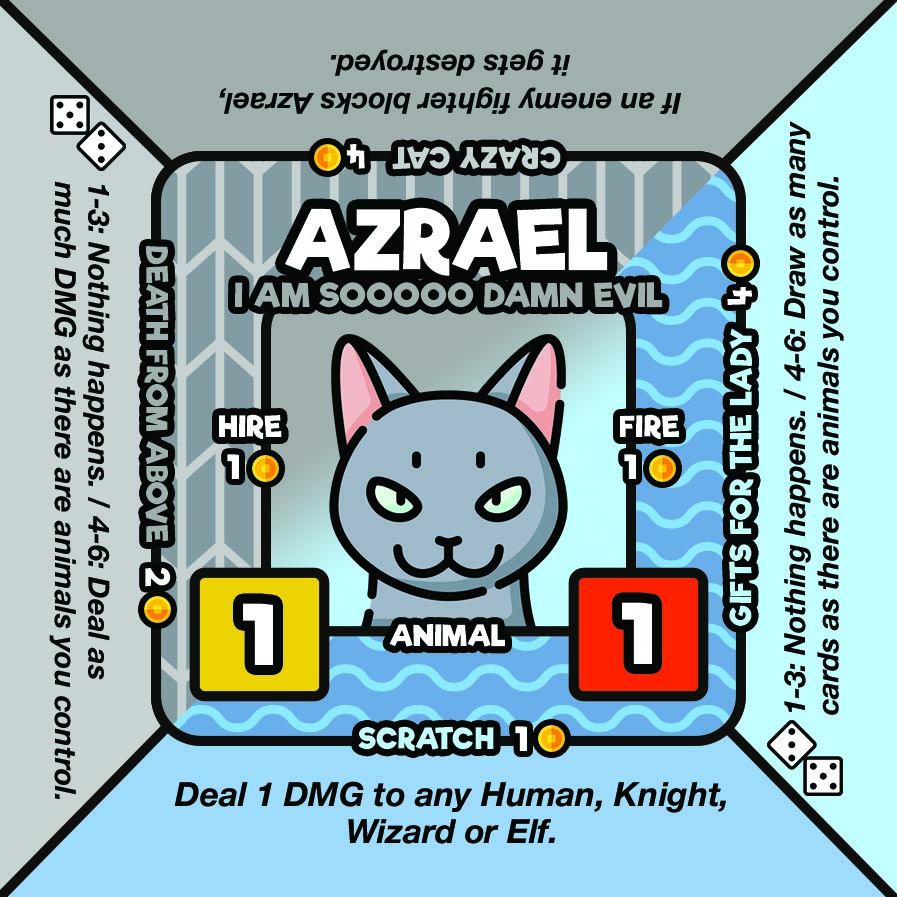 If an enemy fighter blocks Azrael,
it gets destroyed.
CRAZY CAT 4
AZRAEL
I AM SOOOOO DAMN EVIL
HIRE
1
FIRE
1
1
ANIMAL
1
SCRATCH 1
Deal 1 DMG to any Human, Knight,
Wizard or Elf.
DEATH FROM ABOVE 2
1-3: Nothing happens. / 4-6: Deal as
much DMG as there are animals you control.
GIFTS FOR THE LADY 4
1-3: Nothing happens. / 4-6: Draw as many
cards as there are animals you control.